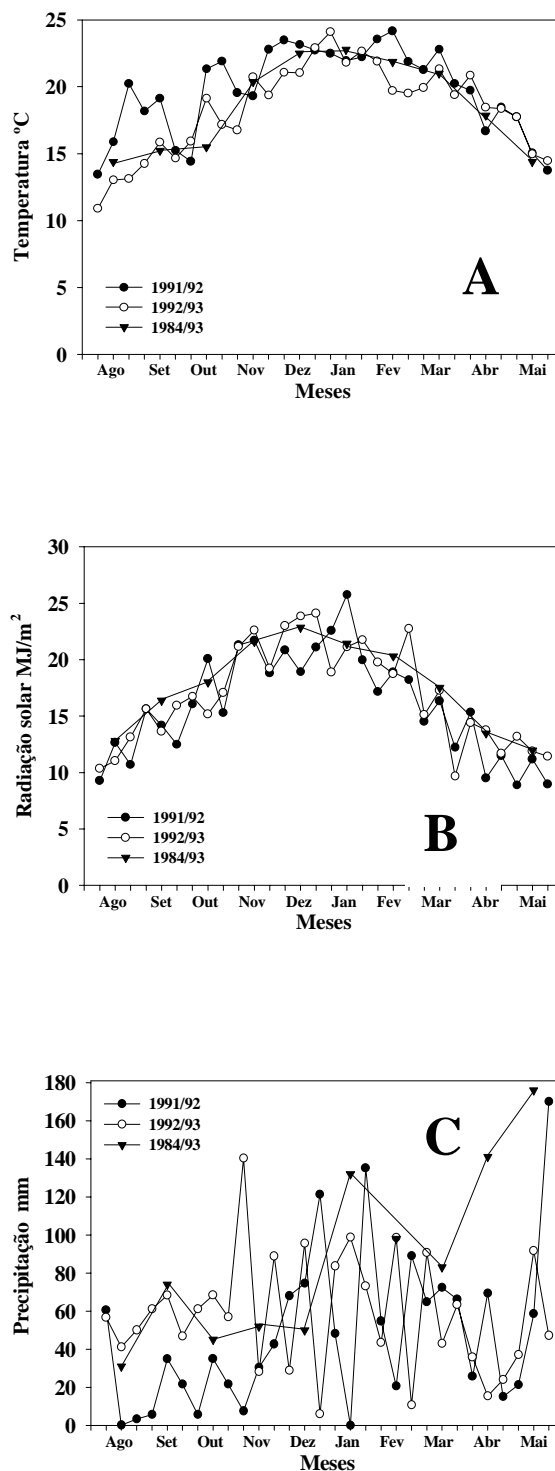 25
20
15
10
5
0
Temperatura ºC
A
1991/92
1992/93
1984/93
Ago Set Out Nov Dez Jan Fev Mar Abr Mai
Meses
30
25
20
15
10
5
0
Radiação solar MJ/m²
B
1991/92
1992/93
1984/93
Ago Set Out Nov Dez Jan Fev Mar Abr Mai
Meses
180
160
140
120
100
80
60
40
20
0
Precipitação mm
C
1991/92
1992/93
1984/93
Ago Set Out Nov Dez Jan Fev Mar Abr Mai
Meses